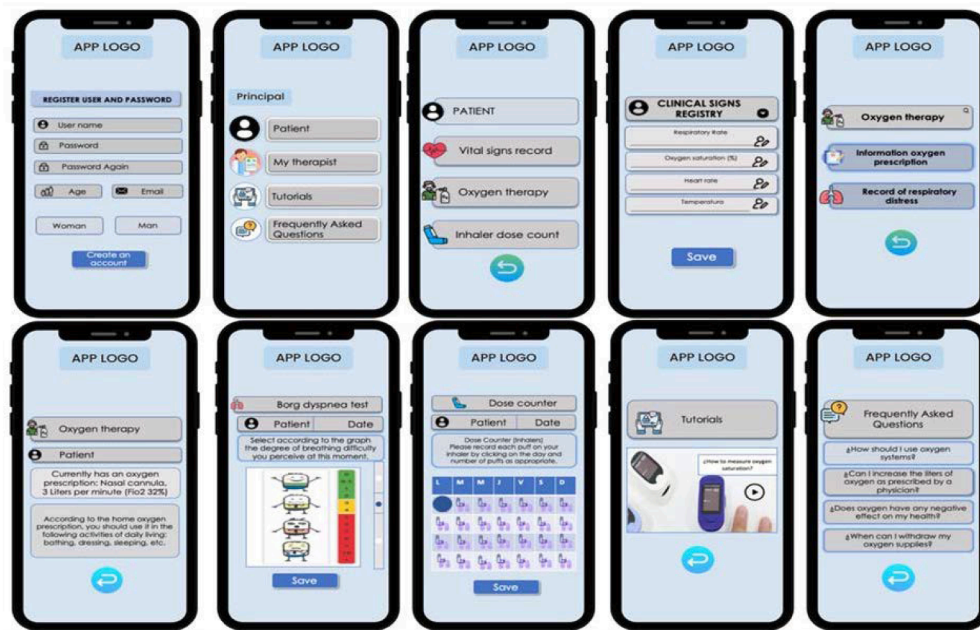 APP LOGO
REGISTER USER AND PASSWORD
User name
Password
Password Again
Age
Email
Woman
Man
Create an
account
APP LOGO
Principal
Patient
My therapist
Tutorials
Frequently Asked
Questions
APP LOGO
PATIENT
Vital signs record
Oxygen therapy
Inhaler dose count
APP LOGO
CLINICAL SIGNS
REGISTRY
Respiratory Rate
Oxygen saturation (%)
Heart rate
Temperatura
Save
APP LOGO
Oxygen therapy
Information oxygen
prescription
Record of respiratory
distress
APP LOGO
Oxygen therapy
Patient
Currently has an oxygen
prescription: Nasal cannula,
3 Liters per minute (Fio2 32%)
According to the home oxygen
prescription, you should use it in the
following activities of daily living:
bathing, dressing, sleeping, etc.
APP LOGO
Borg dyspnea test
Patient
Date
Select according to the graph
the degree of breathing difficulty
you perceive at this moment.
Save
APP LOGO
Dose counter
Patient
Date
Dose Counter (Inhalers)
Please record each puff on your
inhaler by clicking on the day and
number of puffs as appropriate.
L M M J V S D
Save
APP LOGO
Tutorials
¿How to measure oxygen
saturation?
APP LOGO
Frequently Asked
Questions
¿How should I use oxygen
systems?
¿Can I increase the liters of
oxygen as prescribed by a
physician?
¿Does oxygen have any negative
effect on my health?
¿When can I withdraw my
oxygen supplies?